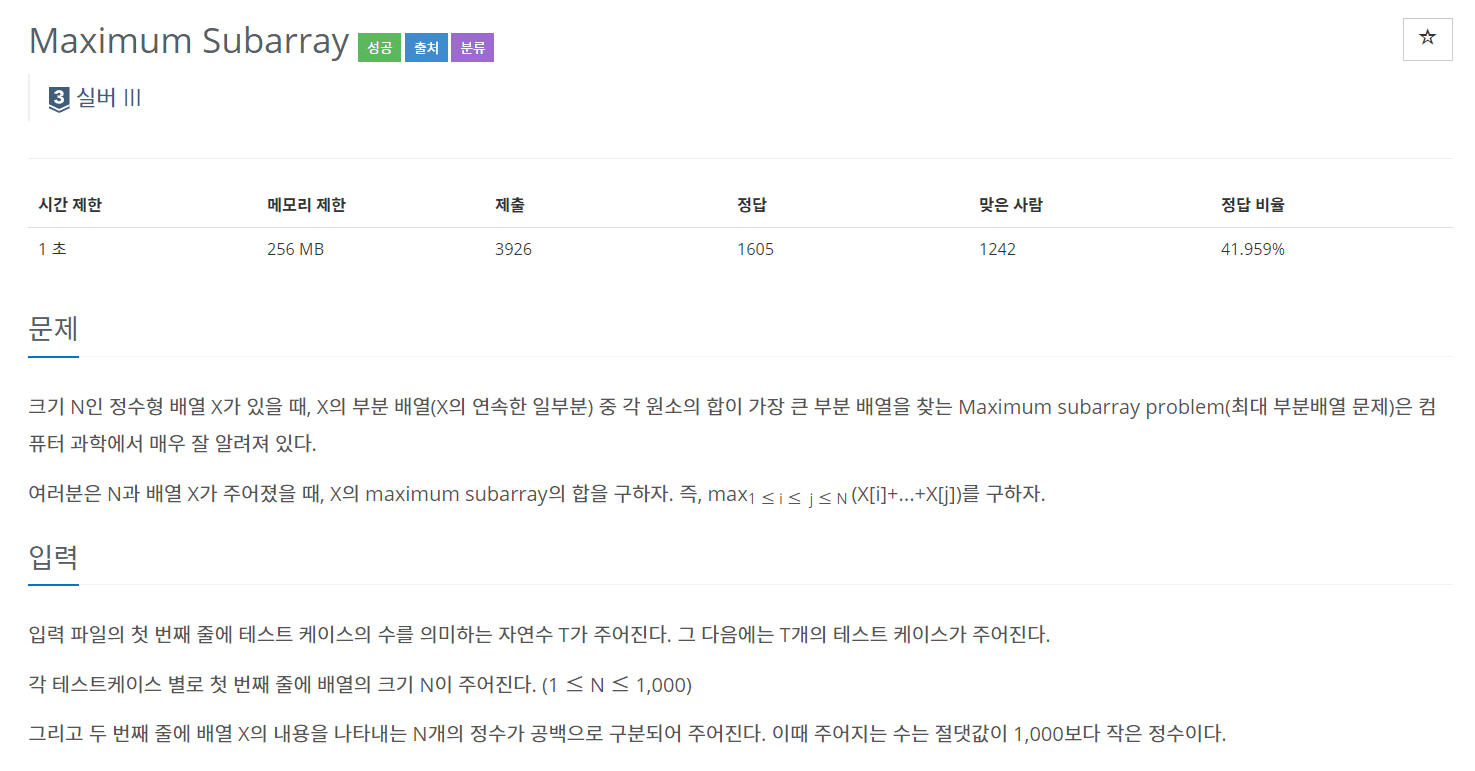 Maximum Subarray 성공 출처 분류
☆
3 실버 III
시간 제한 메모리 제한 제출 정답 맞은 사람 정답 비율
1 초 256 MB 3926 1605 1242 41.959%
문제
크기 N인 정수형 배열 X가 있을 때, X의 부분 배열(X의 연속한 일부분) 중 각 원소의 합이 가장 큰 부분 배열을 찾는 Maximum subarray problem(최대 부분배열 문제)은 컴
퓨터 과학에서 매우 잘 알려져 있다.
여러분은 N과 배열 X가 주어졌을 때, X의 maximum subarray의 합을 구하자. 즉, max1 ≤ i ≤ j ≤ N (X[i]+...+X[j])를 구하자.
입력
입력 파일의 첫 번째 줄에 테스트 케이스의 수를 의미하는 자연수 T가 주어진다. 그 다음에는 T개의 테스트 케이스가 주어진다.
각 테스트케이스 별로 첫 번째 줄에 배열의 크기 N이 주어진다. (1 ≤ N ≤ 1,000)
그리고 두 번째 줄에 배열 X의 내용을 나타내는 N개의 정수가 공백으로 구분되어 주어진다. 이때 주어지는 수는 절댓값이 1,000보다 작은 정수이다.